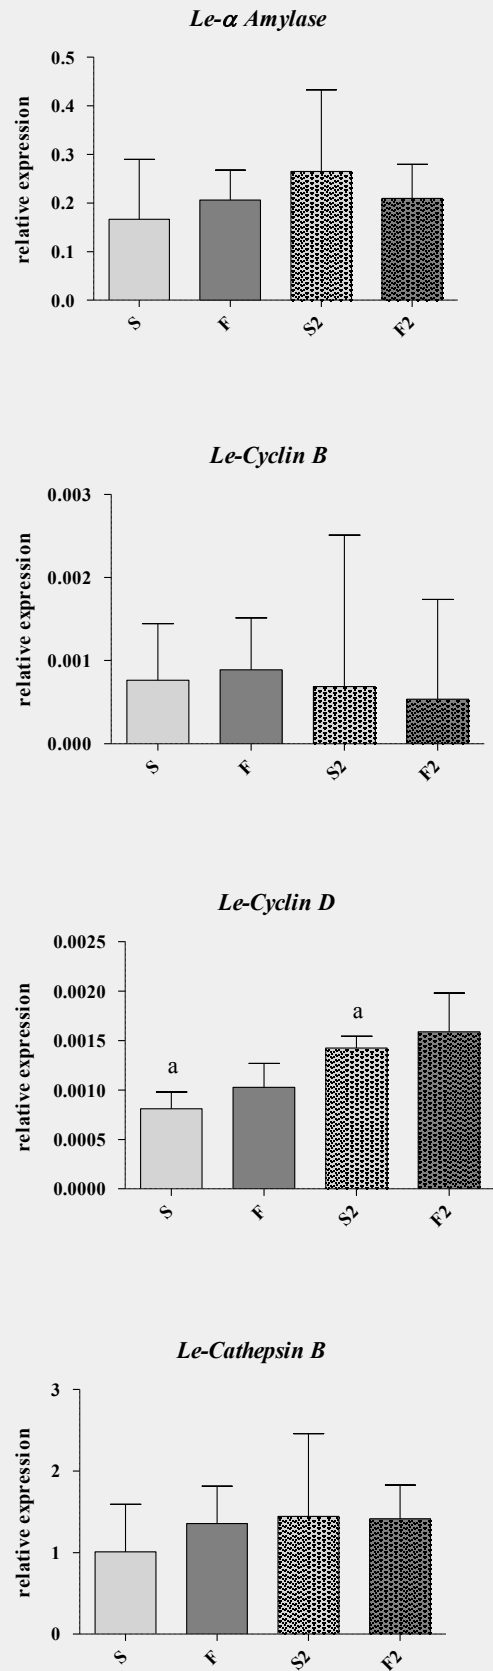 Le-α Amylase
relative expression
0.5
0.4
0.3
0.2
0.1
0.0
S F S2 F2
Le-Cyclin B
relative expression
0.003
0.002
0.001
0.000
S F S2 F2
Le-Cyclin D
relative expression
0.0025
0.0020
0.0015
0.0010
0.0005
0.0000
a a
S F S2 F2
Le-Cathepsin B
relative expression
3
2
1
0
S F S2 F2